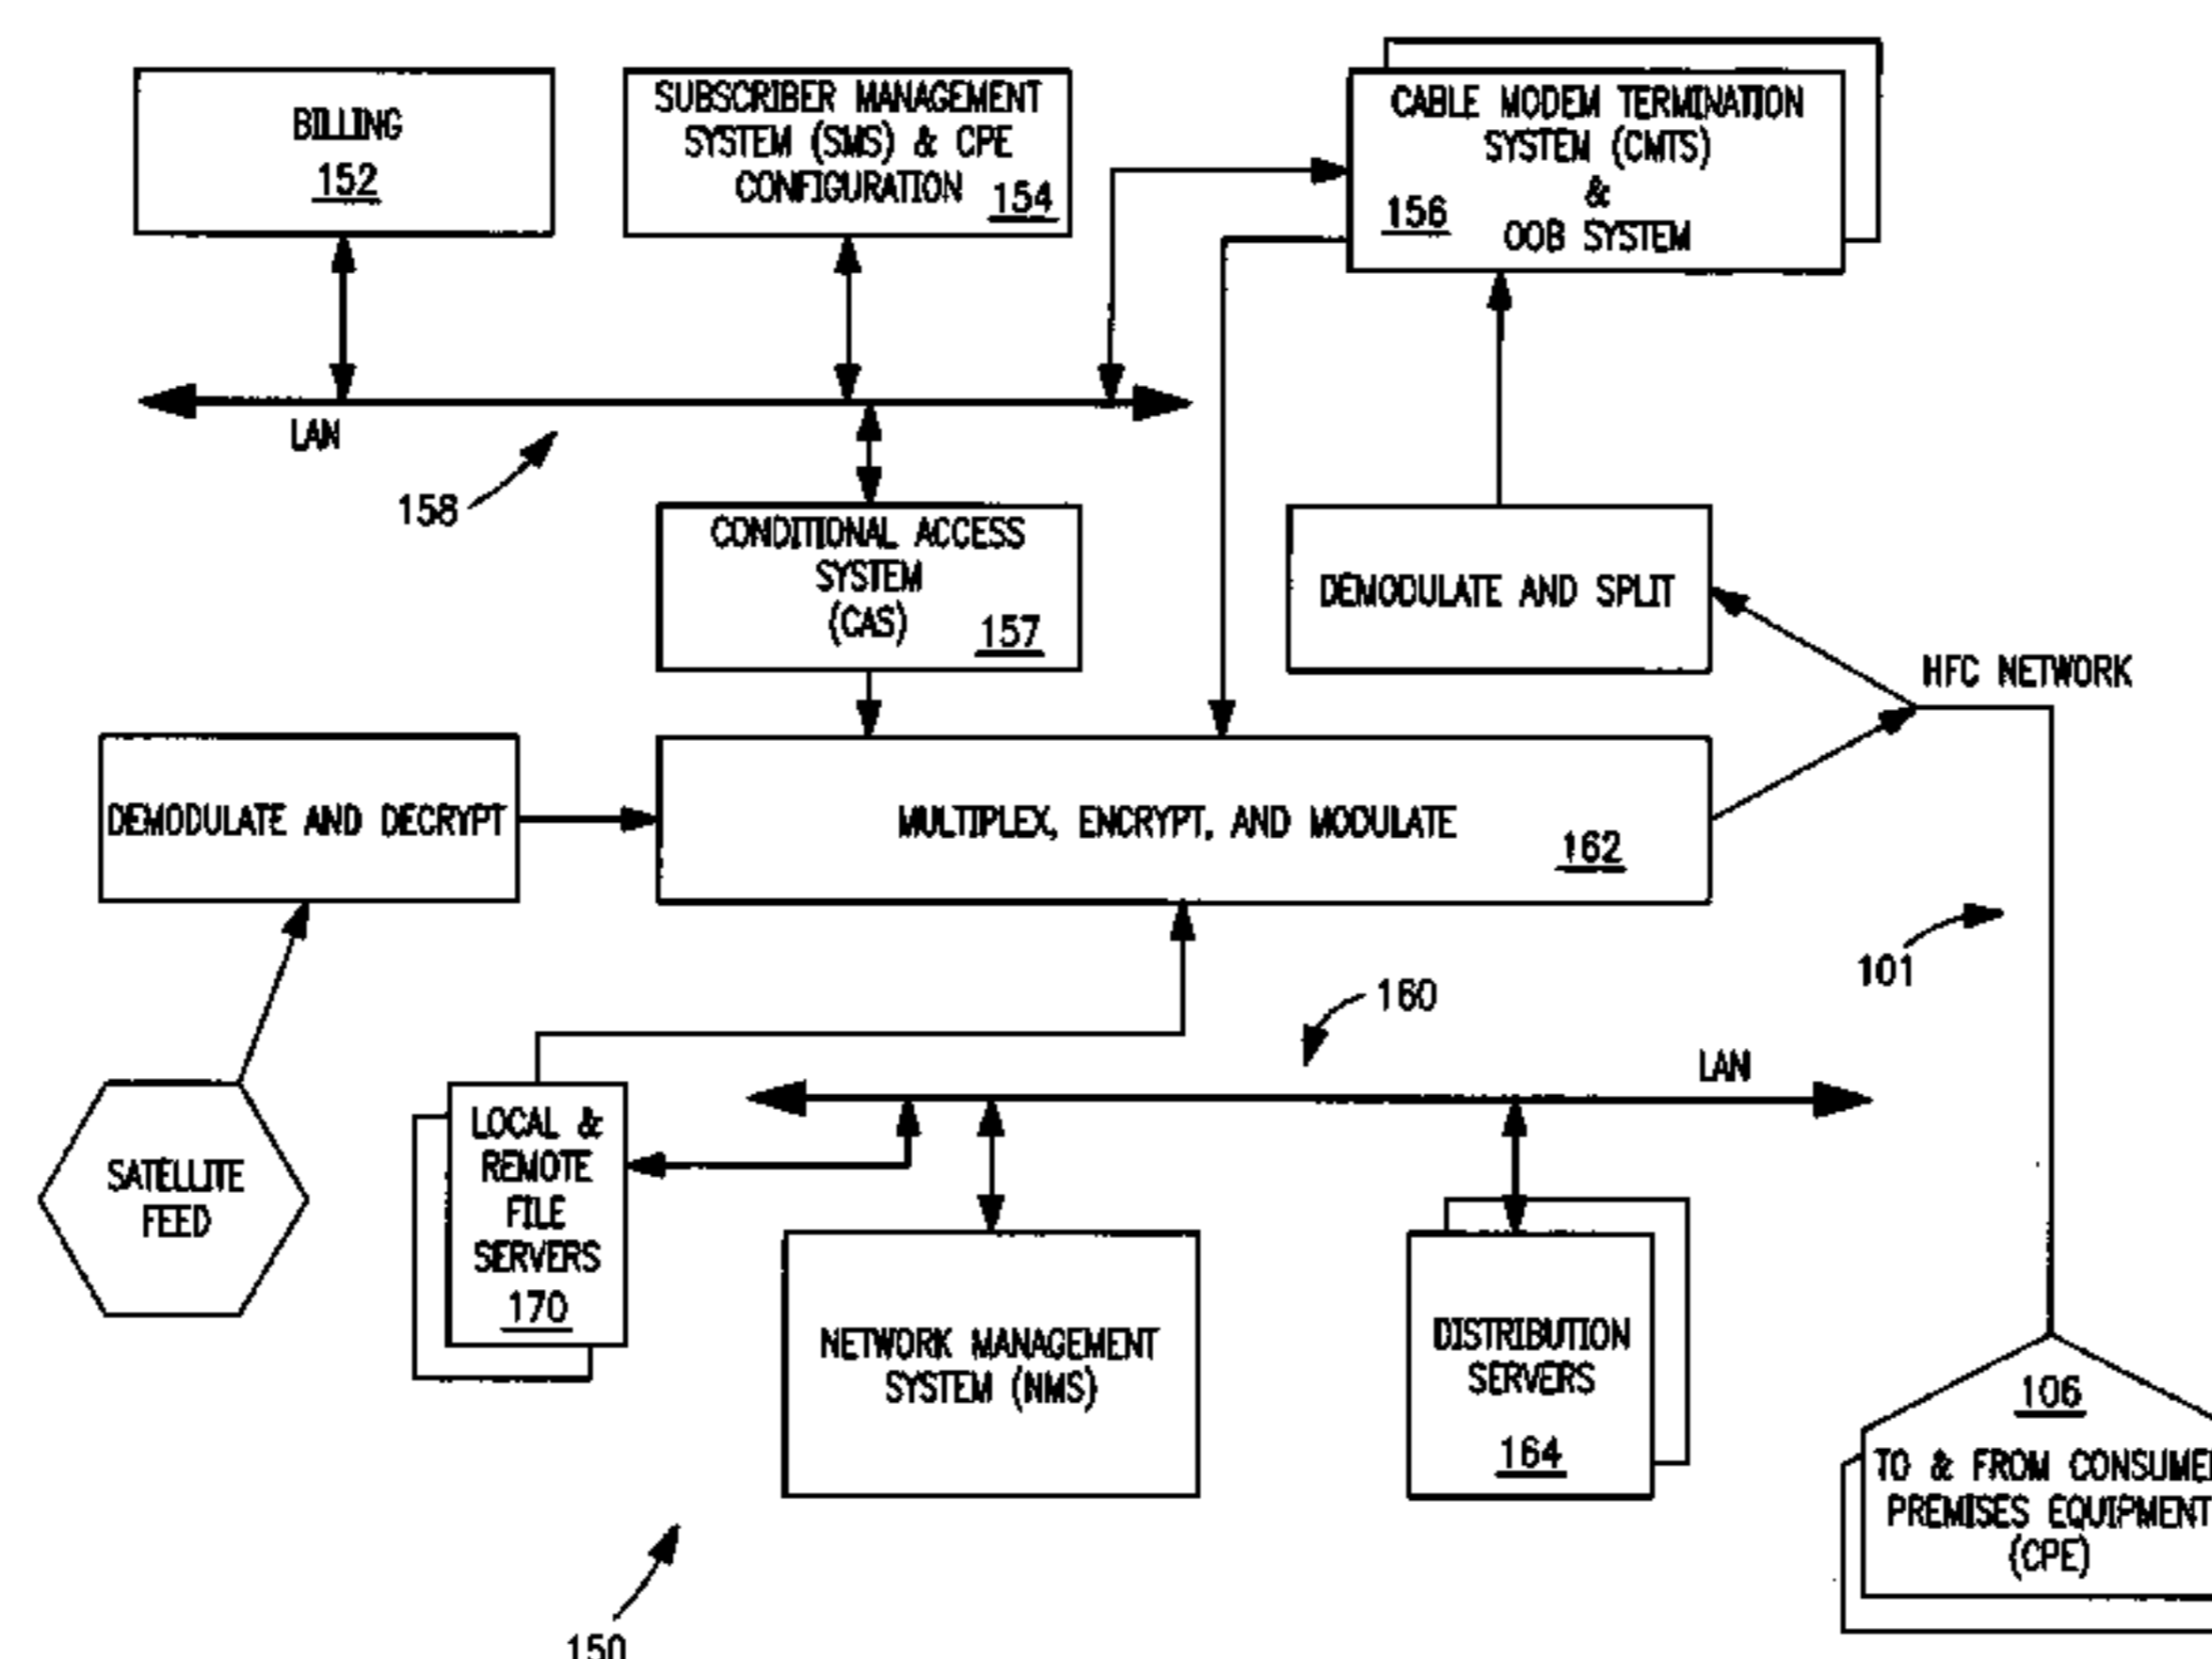 BILLING
152
SUBSCRIBER MANAGEMENT
SYSTEM (SMS) & CPE
CONFIGURATION
154
CABLE MODEM TERMINATION
SYSTEM (CMTS)
&
OOB SYSTEM
156
LAN
158
CONDITIONAL ACCESS
SYSTEM
(CAS)
157
DEMODULATE AND SPLIT
HFC NETWORK
DEMODULATE AND DECRYPT
MULTIPLEX, ENCRYPT, AND MODULATE
162
101
160
LAN
SATELLITE
FEED
LOCAL &
REMOTE
FILE
SERVERS
170
NETWORK MANAGEMENT
SYSTEM (NMS)
DISTRIBUTION
SERVERS
164
106
TO & FROM CONSUME
PREMISES EQUIPMENT
(CPE)
150